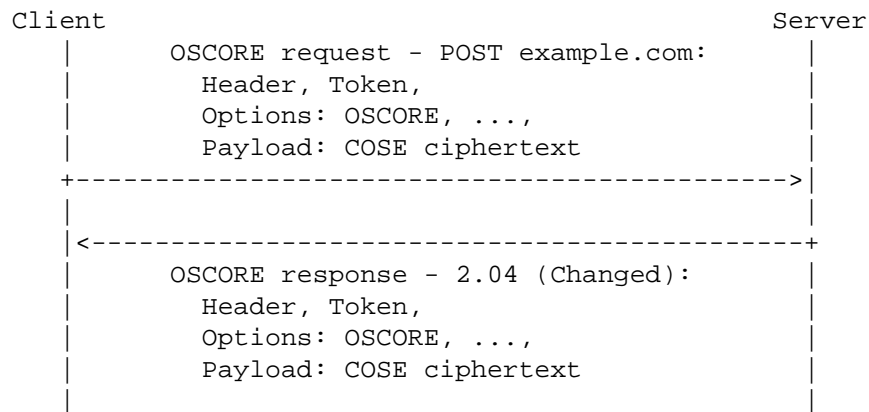 Client Server
OSCORE request - POST example.com:
Header, Token,
Options: OSCORE, ...,
Payload: COSE ciphertext
OSCORE response - 2.04 (Changed):
Header, Token,
Options: OSCORE, ...,
Payload: COSE ciphertext